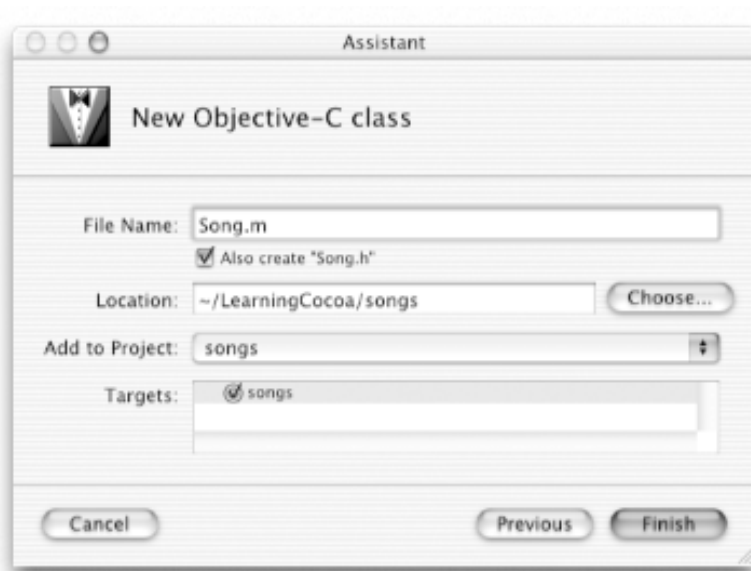 Assistant
New Objective-C class
File Name: Song.m
Also create "Song.h"
Location: ~/LearningCocoa/songs Choose...
Add to Project: songs
Targets: songs
Cancel Previous Finish